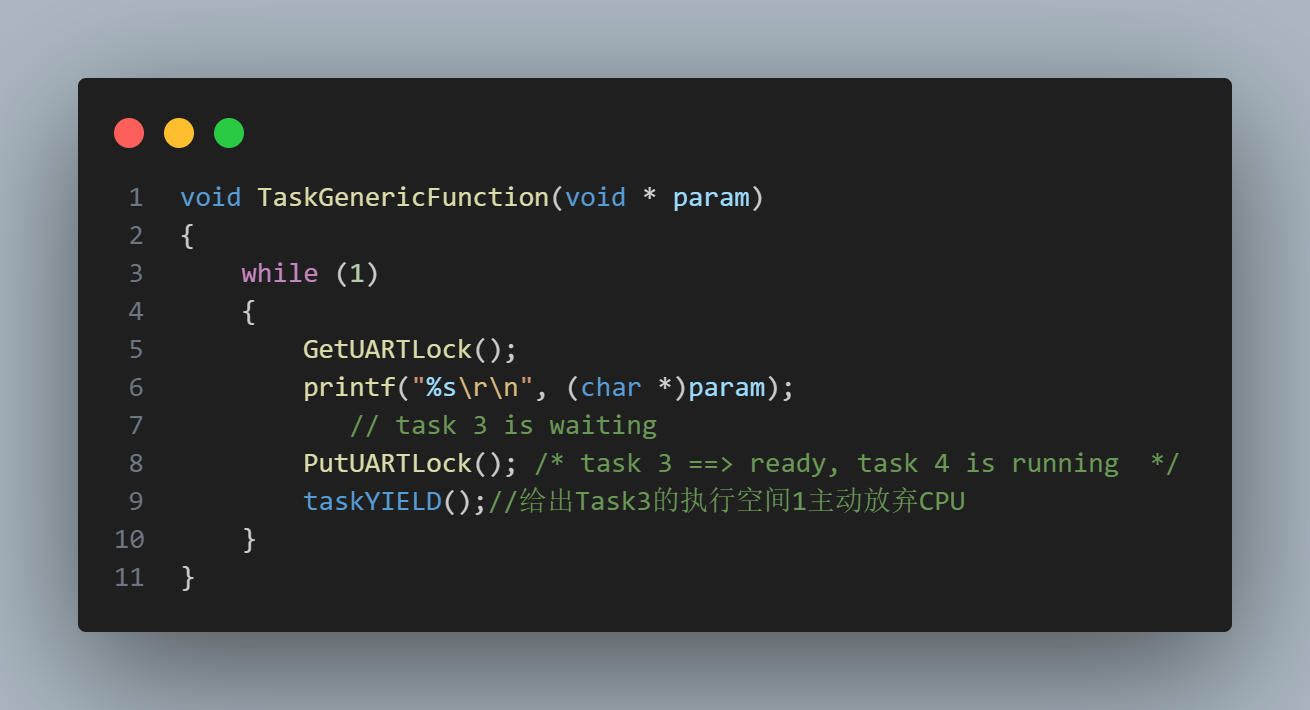 1 void TaskGenericFunction(void * param)
2 {
3     while (1)
4     {
5         GetUARTLock();
6         printf("%s\r\n", (char *)param);
7            // task 3 is waiting
8         PutUARTLock(); /* task 3 ==> ready, task 4 is running  */
9         taskYIELD();//给出Task3的执行空间1主动放弃CPU
10     }
11 }